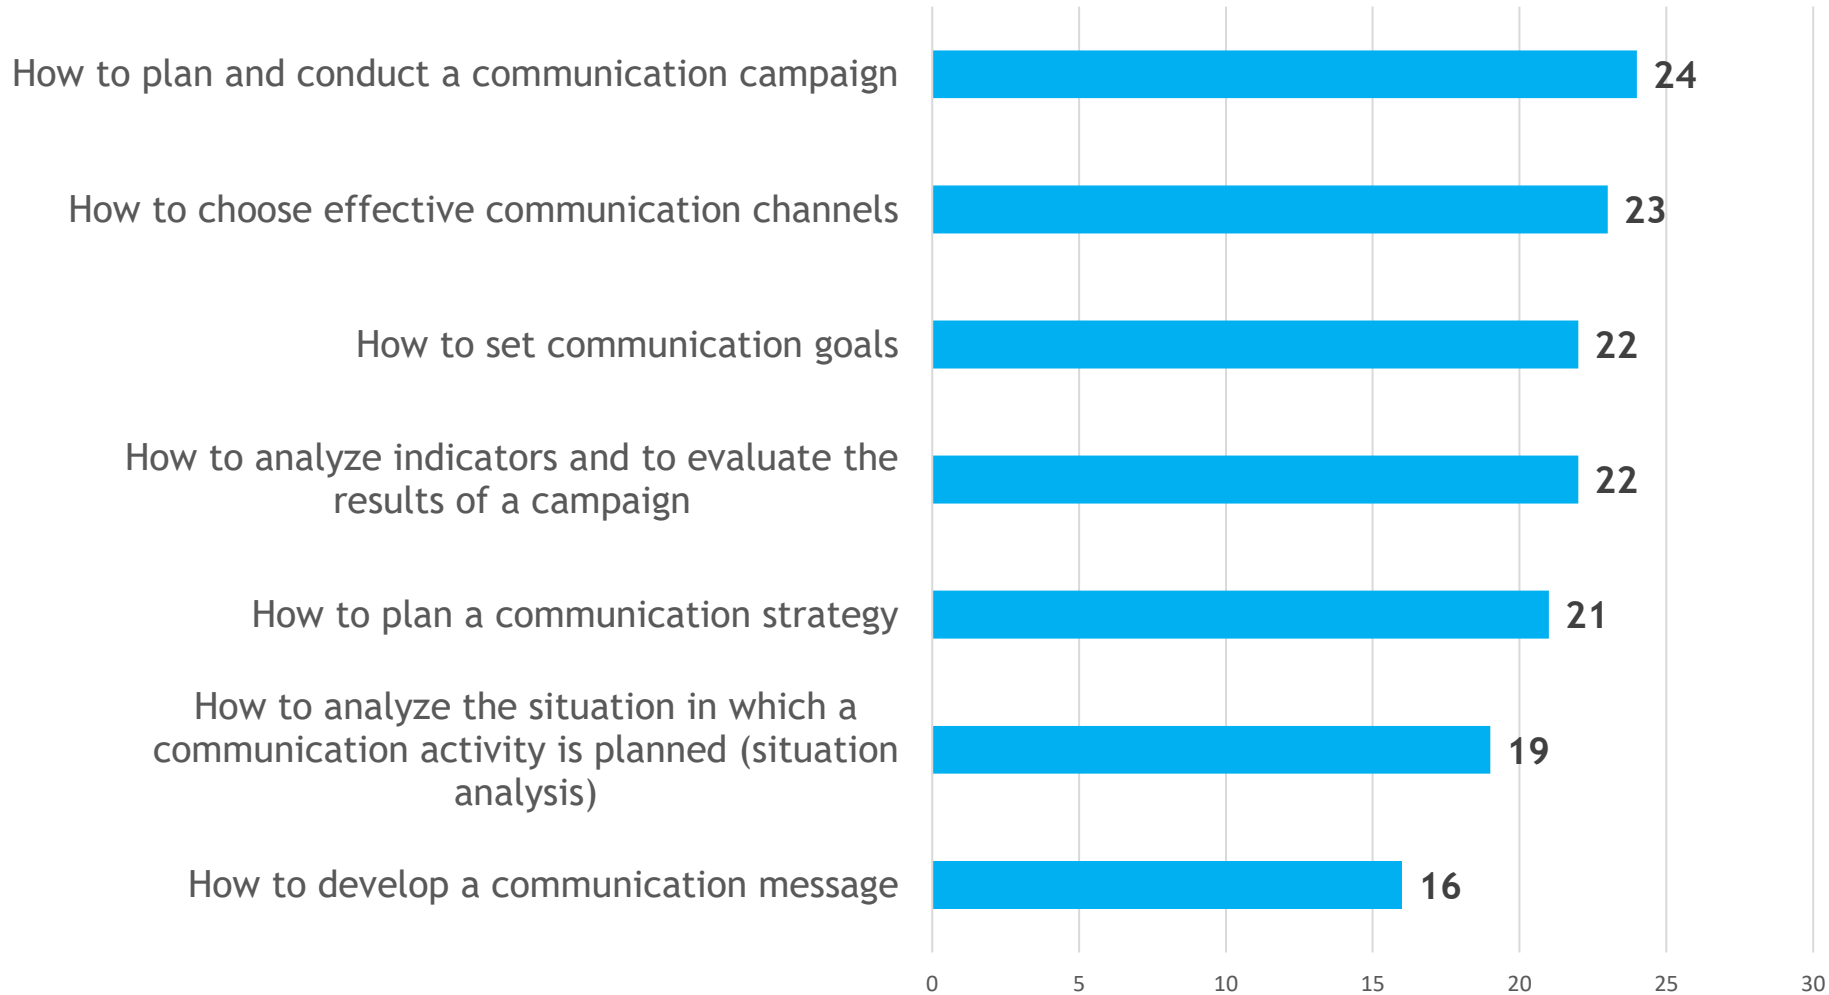 How to plan and conduct a communication campaign
24
How to choose effective communication channels
23
How to set communication goals
22
How to analyze indicators and to evaluate the
results of a campaign
22
How to plan a communication strategy
21
How to analyze the situation in which a
communication activity is planned (situation
analysis)
19
How to develop a communication message
16
0 5 10 15 20 25 30